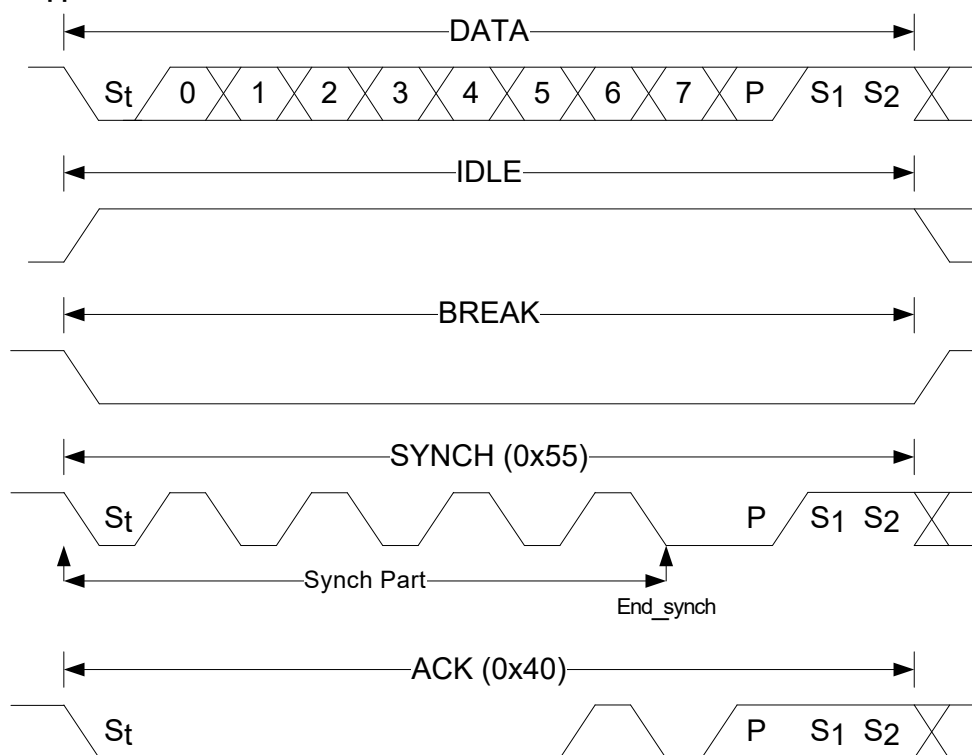 DATA
St 0 1 2 3 4 5 6 7 P S1 S2
IDLE
BREAK
SYNCH (0x55)
St P S1 S2
Synch Part
End_synch
ACK (0x40)
St P S1 S2